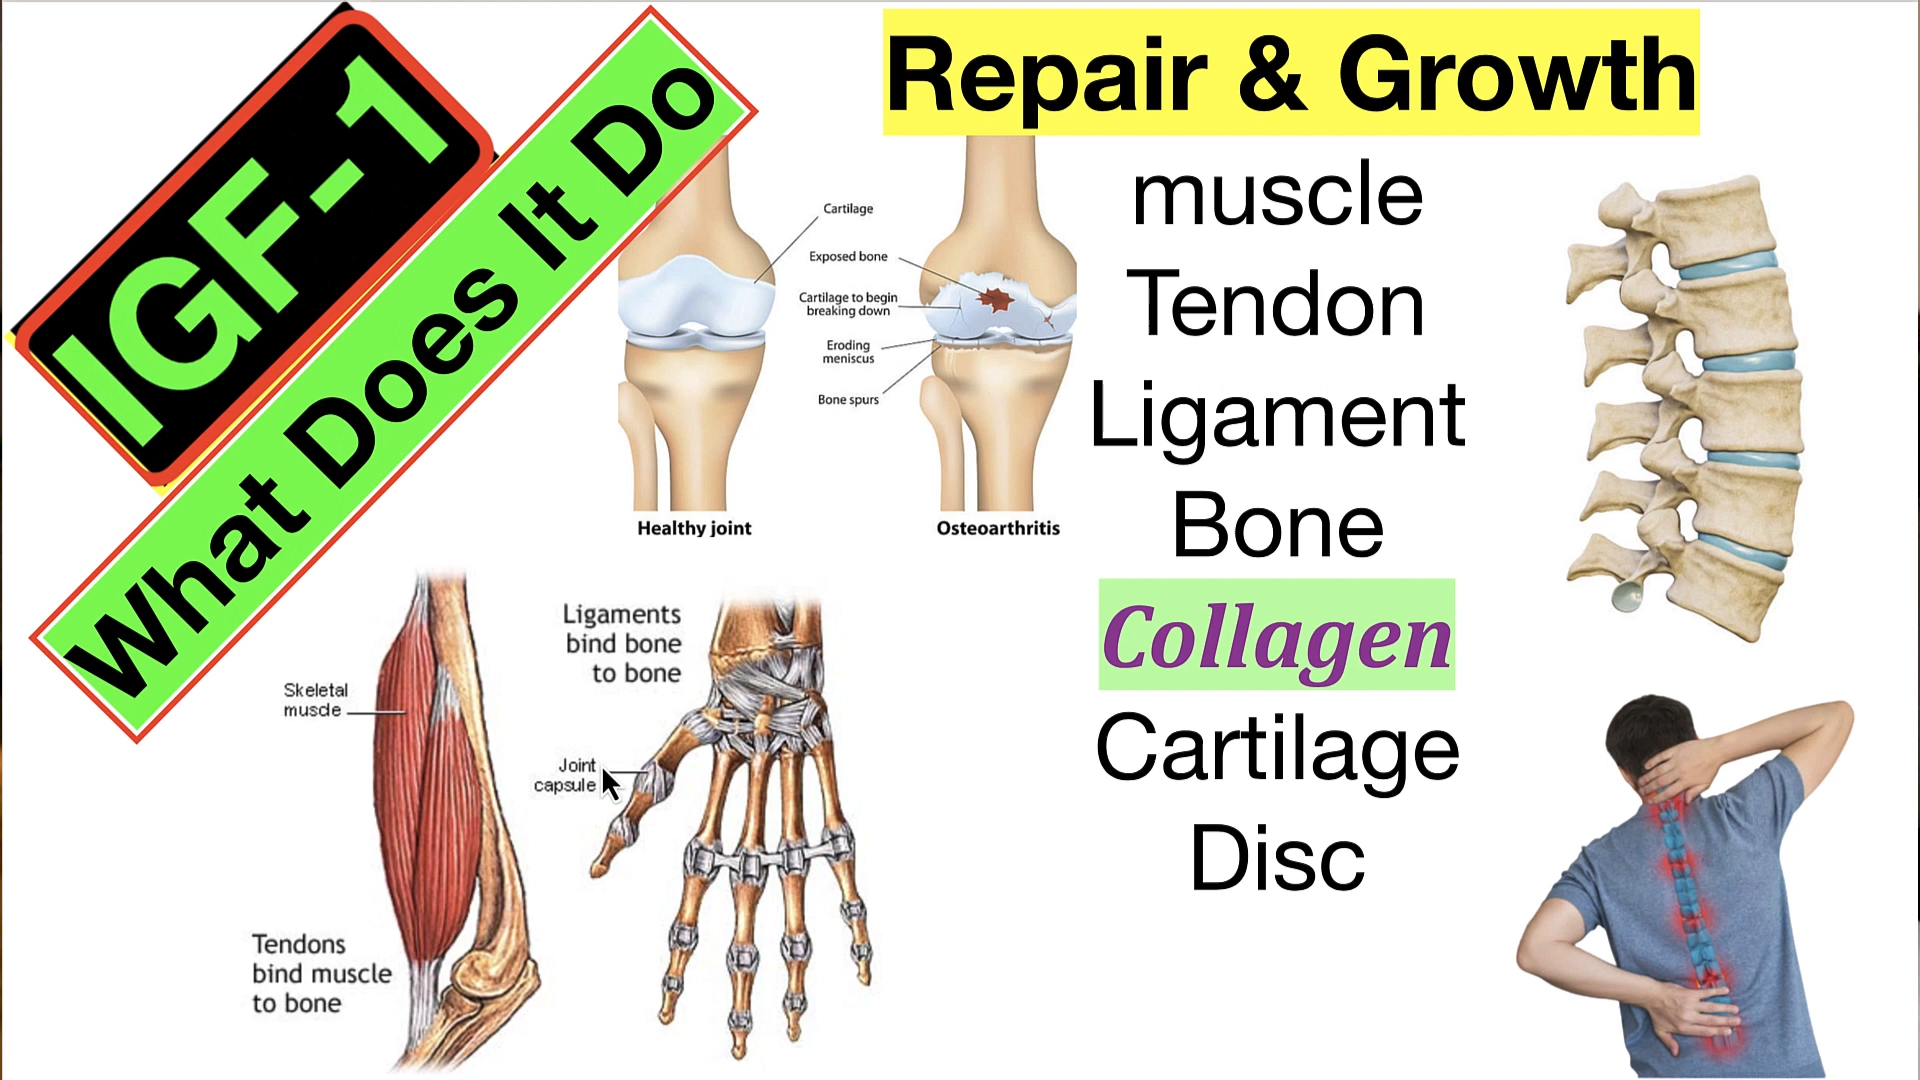 IGF-1
What Does It Do
Repair & Growth
muscle
Tendon
Ligament
Bone
Collagen
Cartilage
Disc
Cartilage
Exposed bone
Cartilage to begin
breaking down
Eroding
meniscus
Bone spurs
Healthy joint
Osteoarthritis
Ligaments
bind bone
to bone
Skeletal
muscle
Joint
capsule
Tendons
bind muscle
to bone